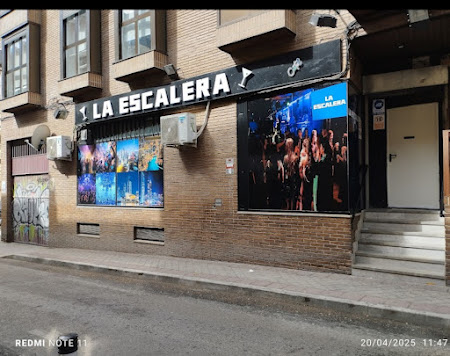 LA ESCALERA
LA
ESCALERA
REDMI NOTE 11
20/04/2025 11:47